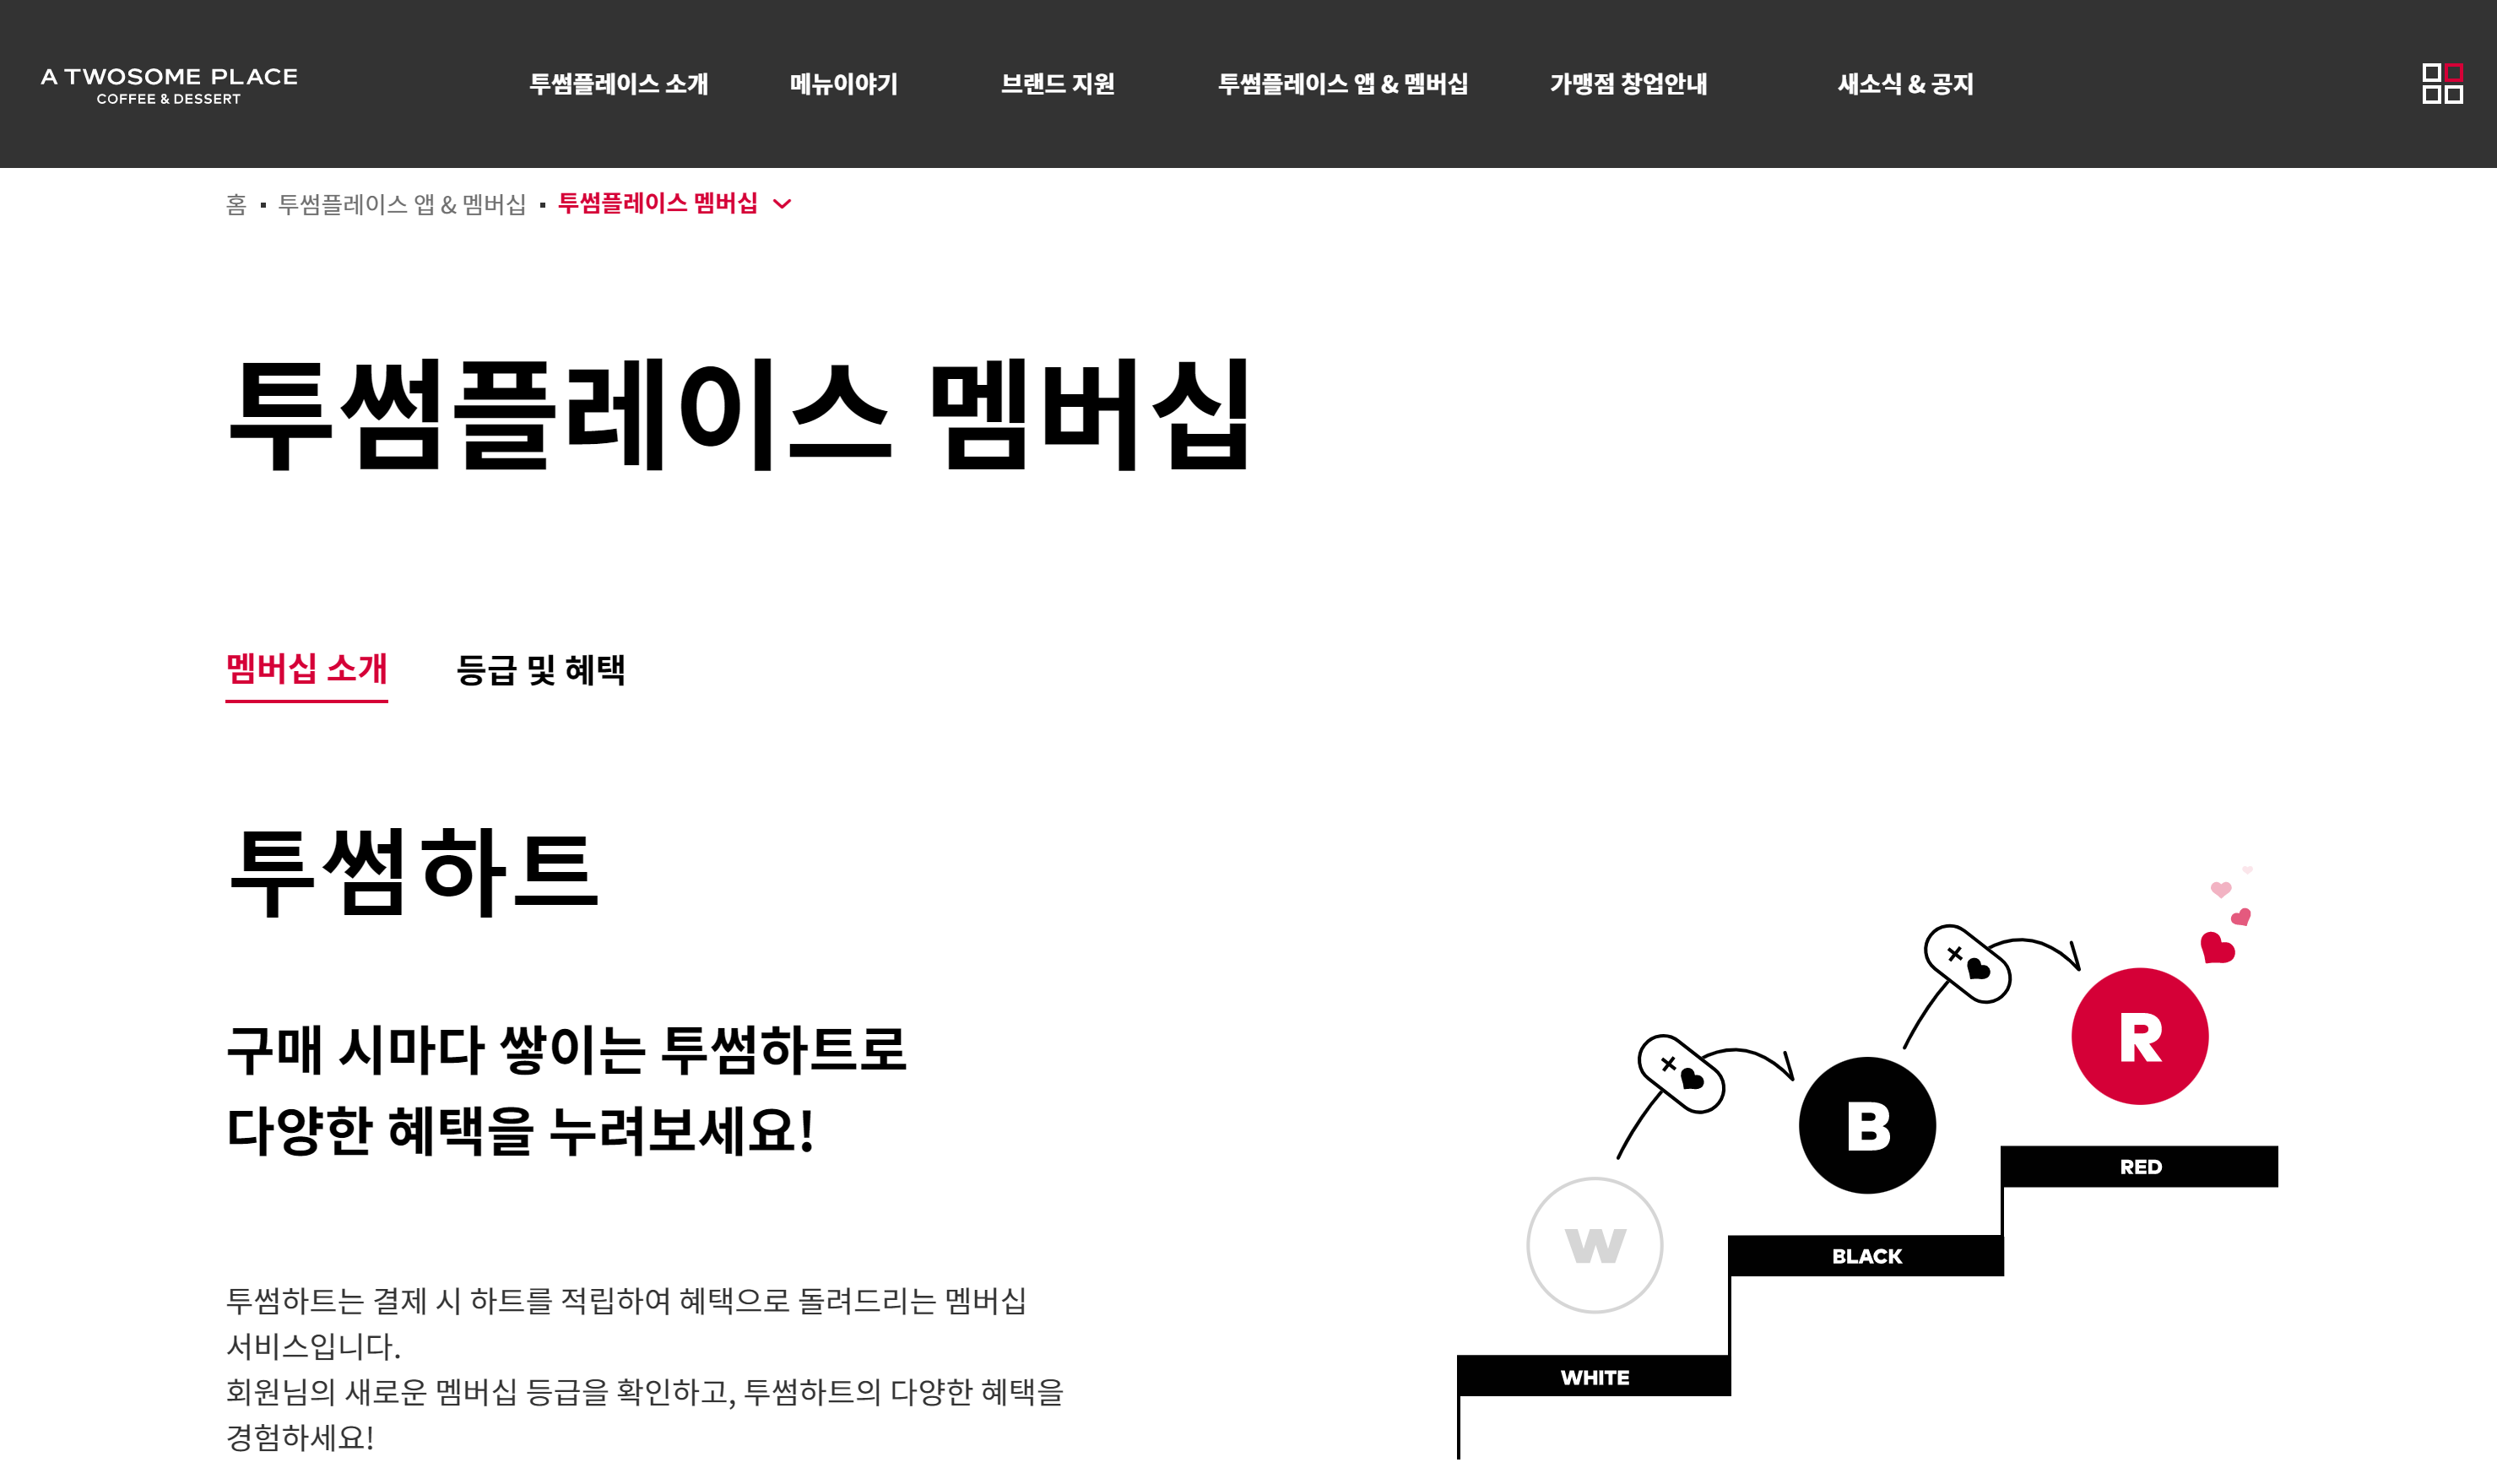 A TWOSOME PLACE
COFFEE & DESSERT
투썸플레이스 소개
메뉴이야기
브랜드 지원
투썸플레이스 앱 & 멤버십
가맹점 창업안내
새소식 & 공지
홈 ▪ 투썸플레이스 앱 & 멤버십 ▪ 투썸플레이스 멤버십
투썸플레이스 멤버십
멤버십 소개
등급 및 혜택
투썸하트
구매 시마다 쌓이는 투썸하트로
다양한 혜택을 누려보세요!
투썸하트는 결제 시 하트를 적립하여 혜택으로 돌려드리는 멤버십
서비스입니다.
회원님의 새로운 멤버십 등급을 확인하고, 투썸하트의 다양한 혜택을
경험하세요!
R
RED
B
BLACK
W
WHITE